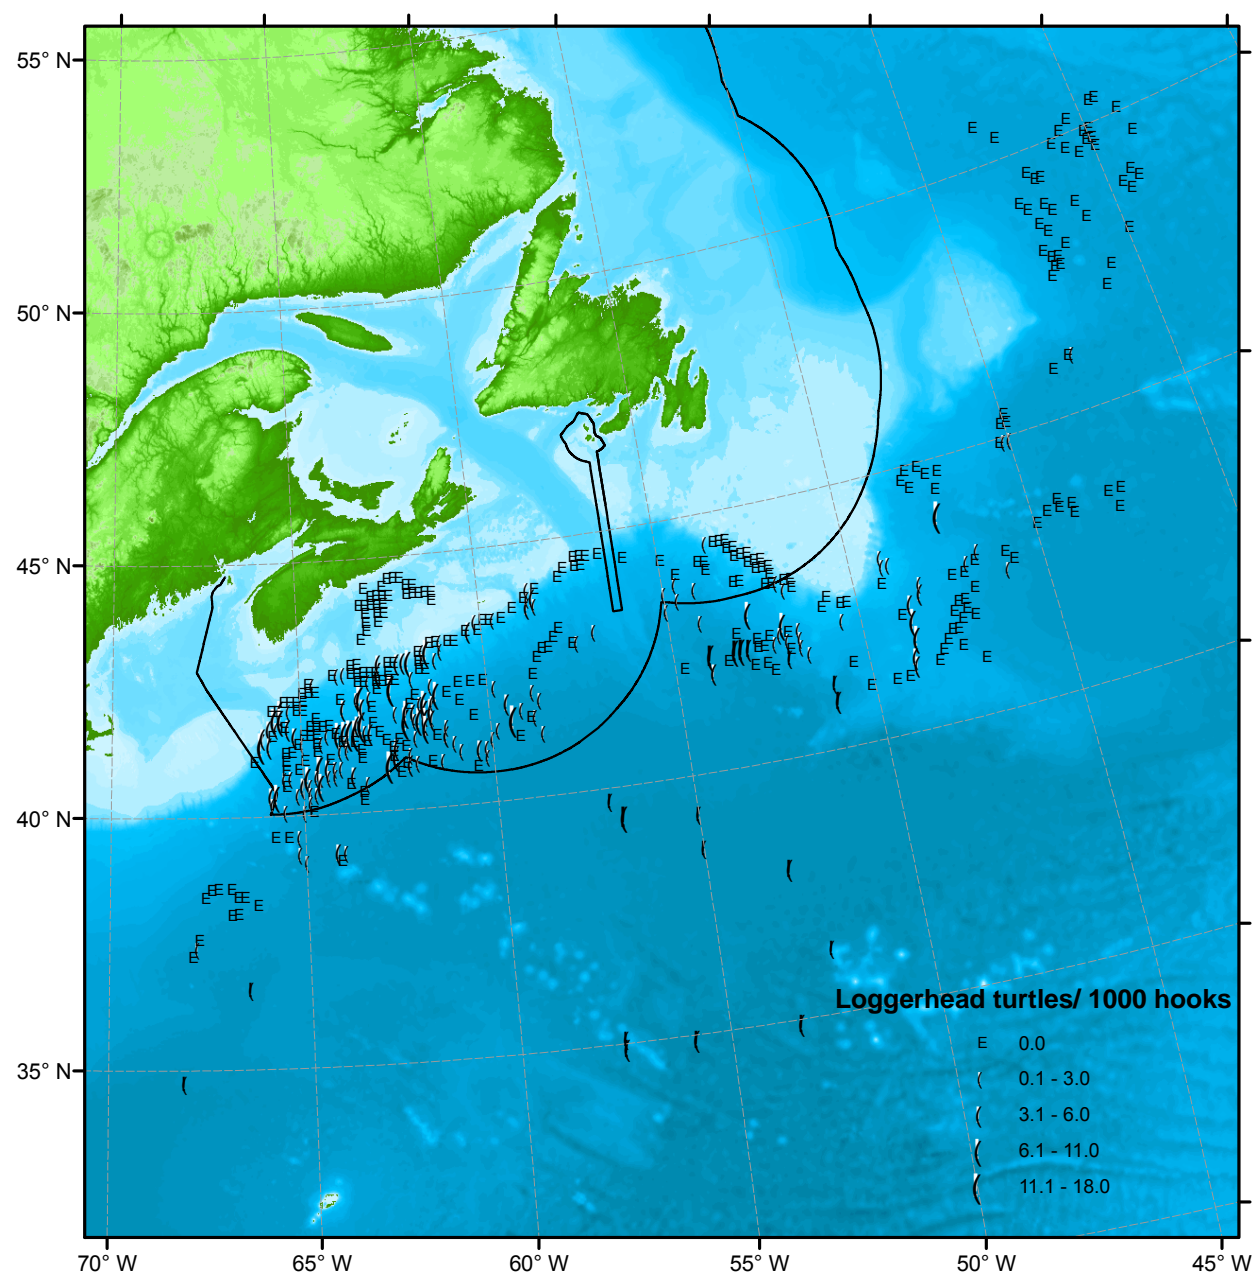 55° N
50° N
45° N
40° N
35° N
Loggerhead turtles/ 1000 hooks
E 0.0
( 0.1 - 3.0
( 3.1 - 6.0
( 6.1 - 11.0
( 11.1 - 18.0
70° W 65° W 60° W 55° W 50° W 45° W